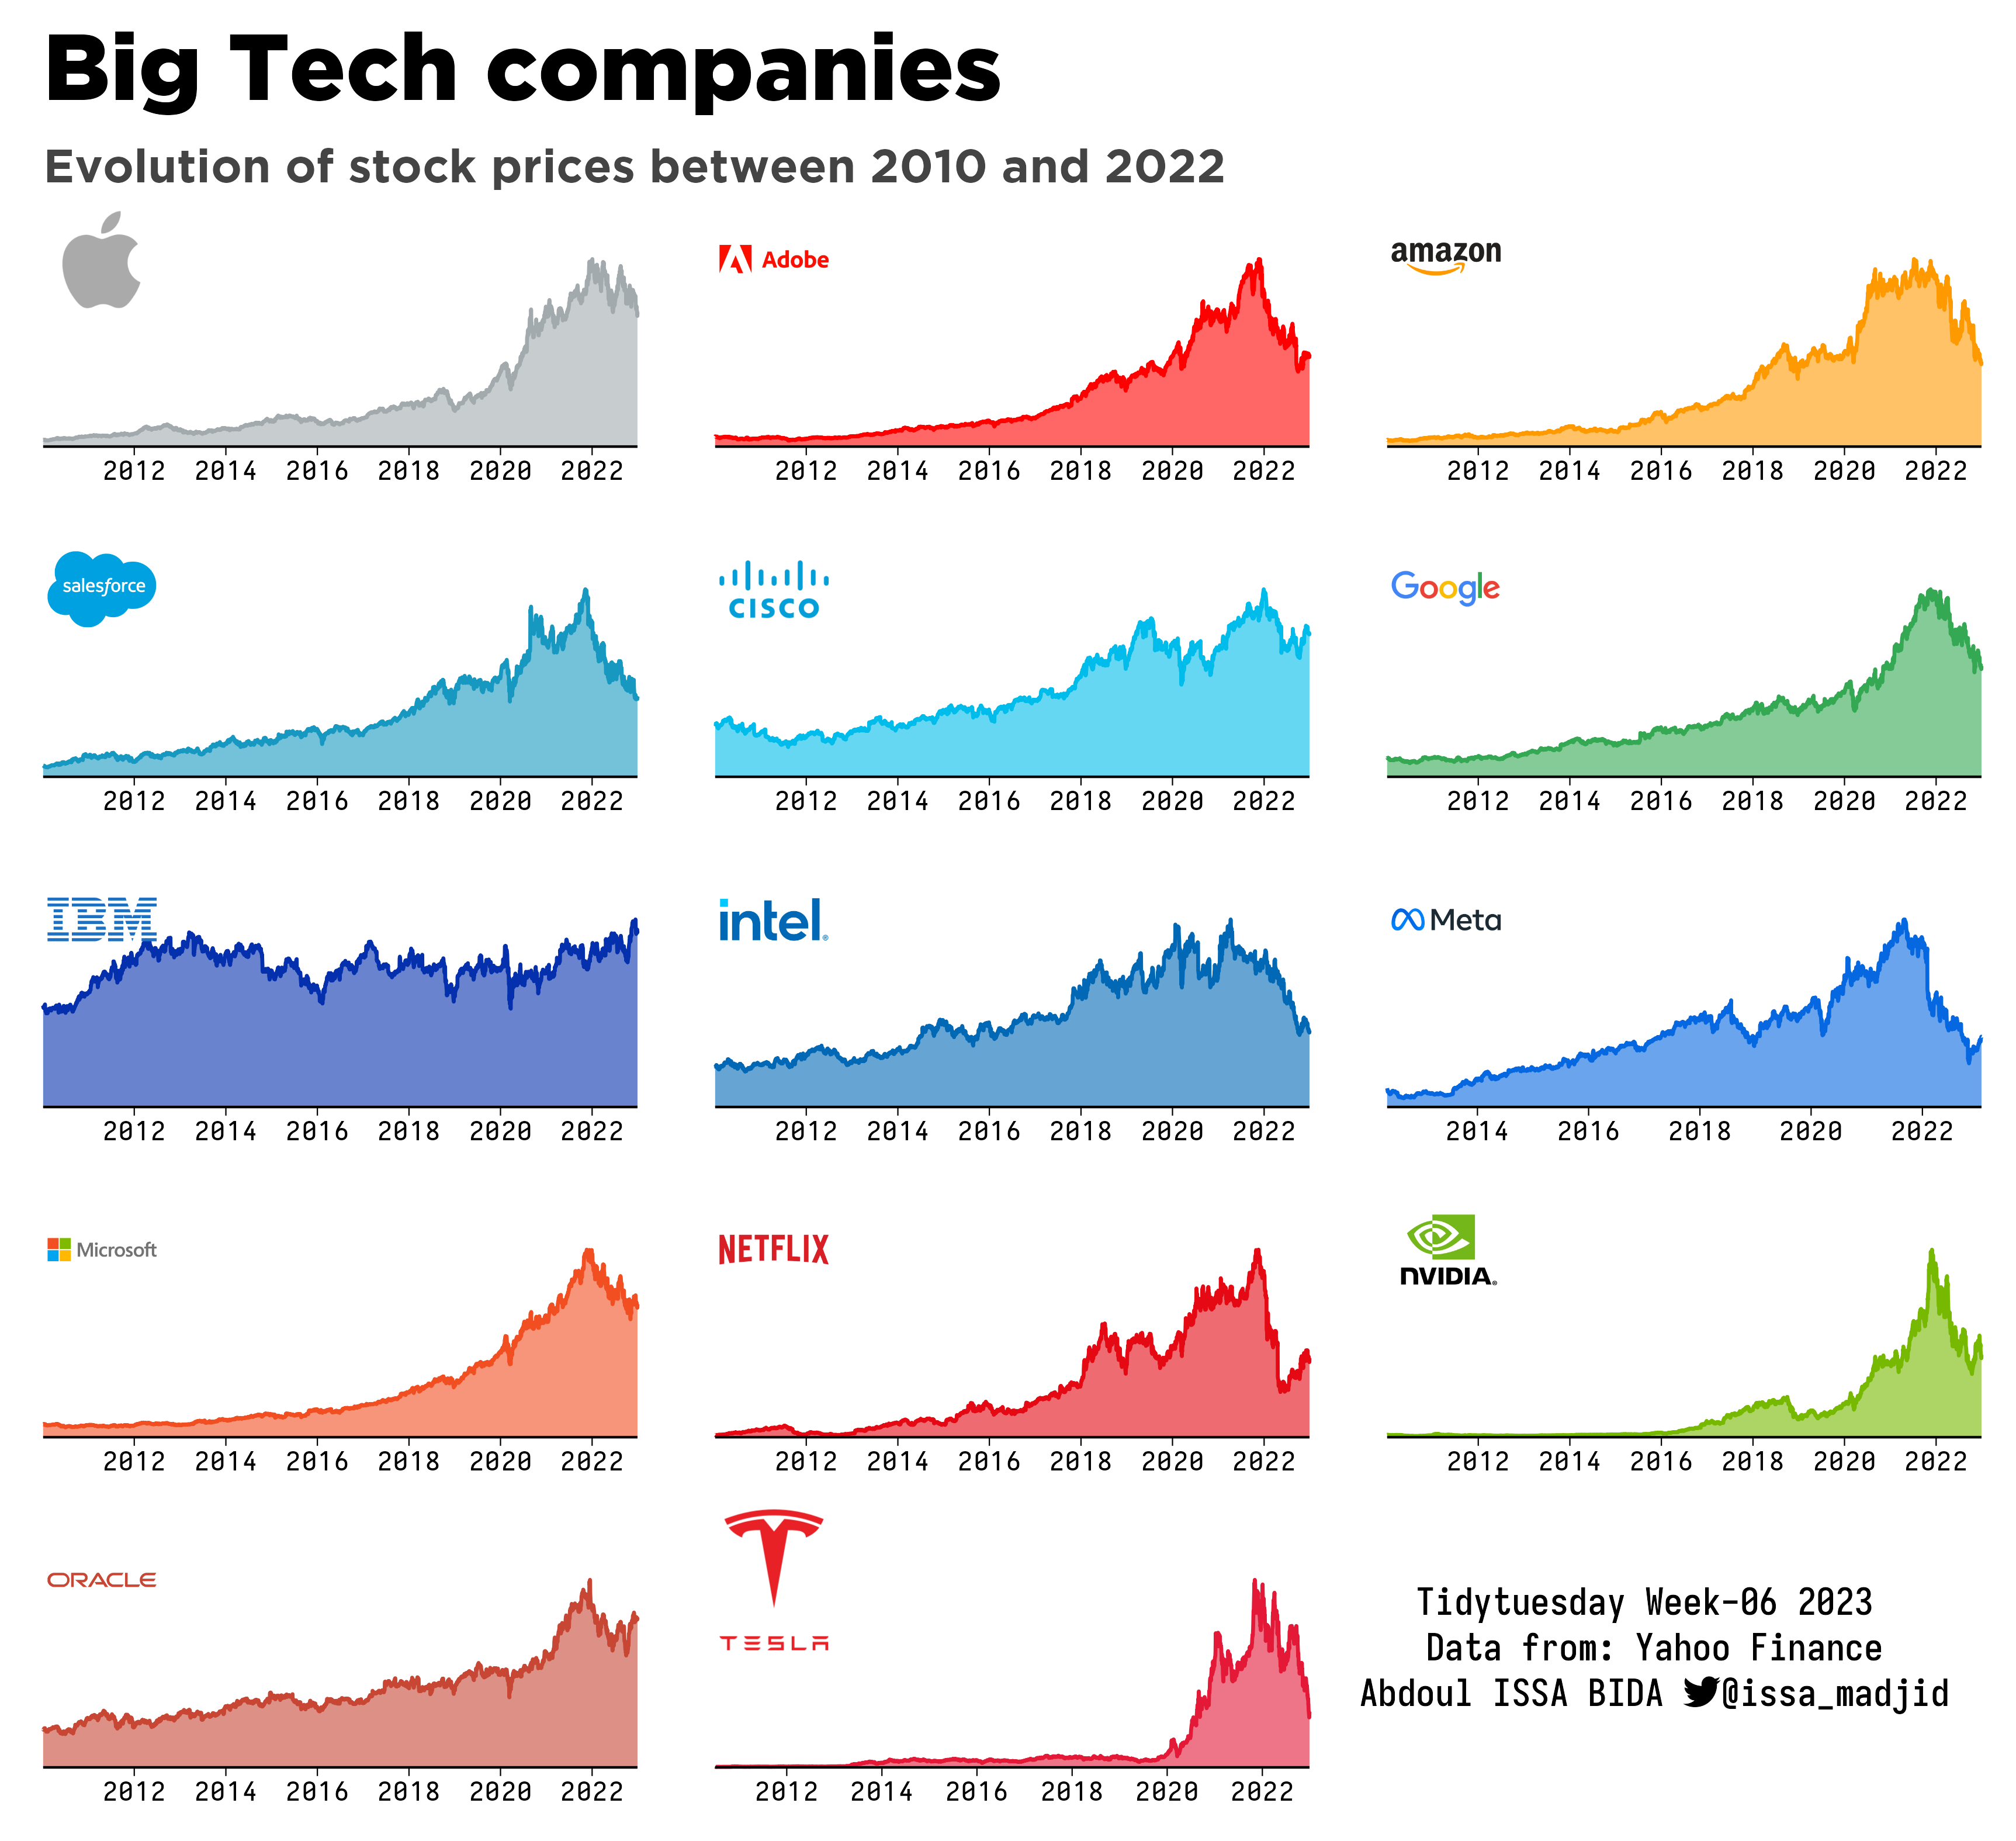 Big Tech companies
Evolution of stock prices between 2010 and 2022
2012 2014 2016 2018 2020 2022
Adobe
2012 2014 2016 2018 2020 2022
amazon
2012 2014 2016 2018 2020 2022
salesforce
2012 2014 2016 2018 2020 2022
CISCO
2012 2014 2016 2018 2020 2022
Google
2012 2014 2016 2018 2020 2022
IBM
2012 2014 2016 2018 2020 2022
intel®
2012 2014 2016 2018 2020 2022
Meta
2014 2016 2018 2020 2022
Microsoft
2012 2014 2016 2018 2020 2022
NETFLIX
2012 2014 2016 2018 2020 2022
NVIDIA®
2012 2014 2016 2018 2020 2022
ORACLE
2012 2014 2016 2018 2020 2022
TESLA
2012 2014 2016 2018 2020 2022
Tidytuesday Week-06 2023
Data from: Yahoo Finance
Abdoul ISSA BIDA @issa_madjid